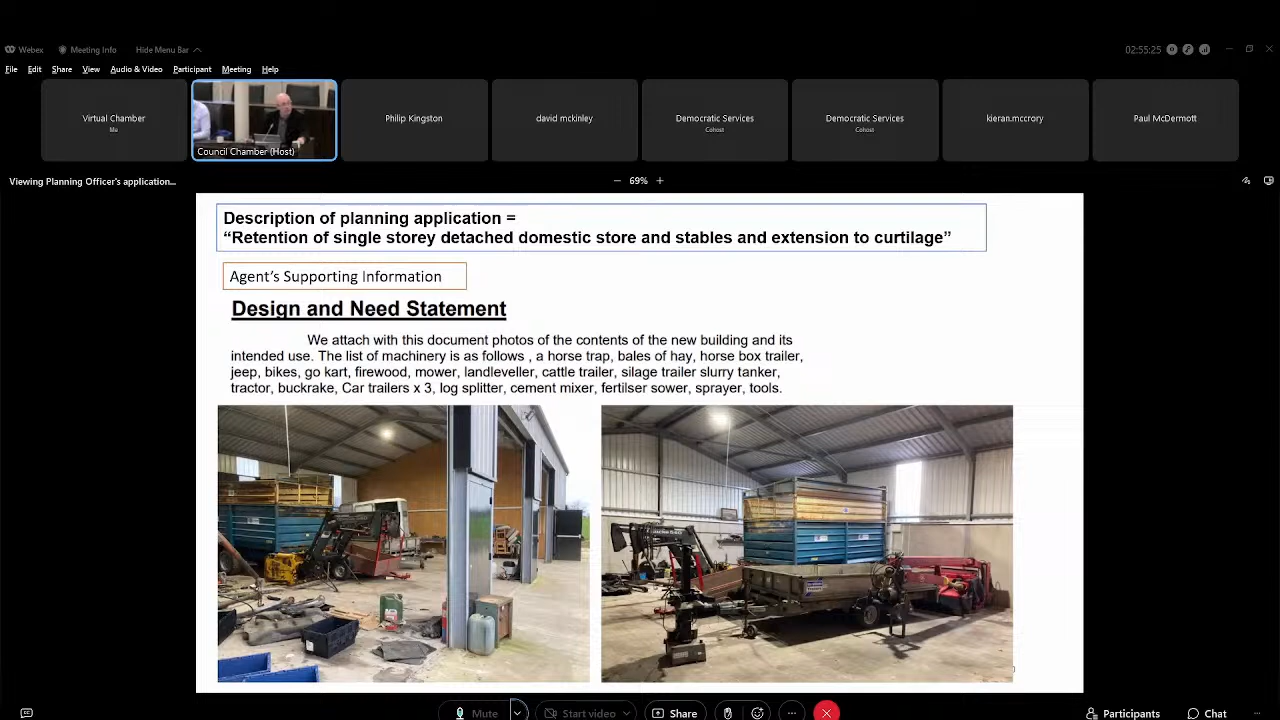 Webex
Meeting Info
Hide Menu Bar
02:55:25
File
Edit
Share
View
Audio & Video
Participant
Meeting
Help
Virtual Chamber
Me
Council Chamber (Host)
Philip Kingston
david mckinley
Democratic Services
Cohost
Democratic Services
Cohost
kieran.mccrory
Paul McDermott
Viewing Planning Officer's application...
69%
Description of planning application =
“Retention of single storey detached domestic store and stables and extension to curtilage”
Agent’s Supporting Information
Design and Need Statement
We attach with this document photos of the contents of the new building and its
intended use. The list of machinery is as follows , a horse trap, bales of hay, horse box trailer,
jeep, bikes, go kart, firewood, mower, landleveller, cattle trailer, silage trailer slurry tanker,
tractor, buckrake, Car trailers x 3, log splitter, cement mixer, fertilser sower, sprayer, tools.
Mute
Start video
Share
Participants
Chat